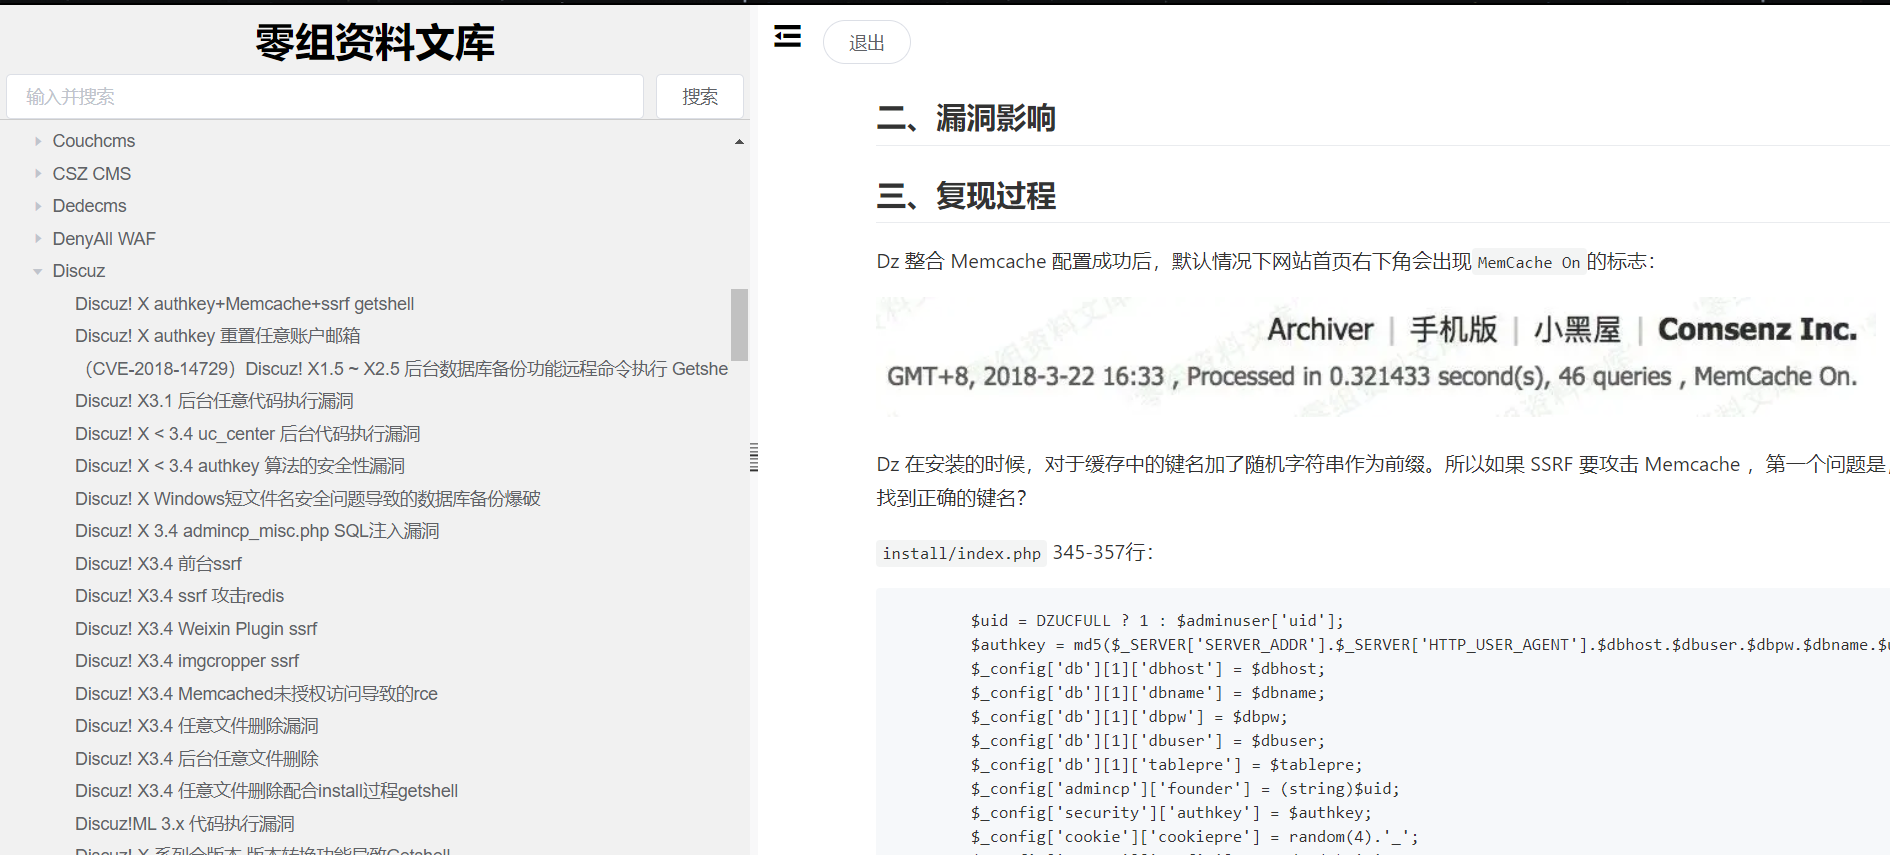 零组资料文库
输入并搜索
搜索
Couchcms
CSZ CMS
Dedecms
DenyAll WAF
Discuz
Discuz! X authkey+Memcache+ssrf getshell
Discuz! X authkey 重置任意账户邮箱
（CVE-2018-14729）Discuz! X1.5 ~ X2.5 后台数据库备份功能远程命令执行 Getshe
Discuz! X3.1 后台任意代码执行漏洞
Discuz! X < 3.4 uc_center 后台代码执行漏洞
Discuz! X < 3.4 authkey 算法的安全性漏洞
Discuz! X Windows短文件名安全问题导致的数据库备份爆破
Discuz! X 3.4 admincp_misc.php SQL注入漏洞
Discuz! X3.4 前台ssrf
Discuz! X3.4 ssrf 攻击redis
Discuz! X3.4 Weixin Plugin ssrf
Discuz! X3.4 imgcropper ssrf
Discuz! X3.4 Memcached未授权访问导致的rce
Discuz! X3.4 任意文件删除漏洞
Discuz! X3.4 后台任意文件删除
Discuz! X3.4 任意文件删除配合install过程getshell
Discuz!ML 3.x 代码执行漏洞
Discuz! X 系列全版本 版本转换功能导致Getshell
退出
二、漏洞影响
三、复现过程
Dz 整合 Memcache 配置成功后，默认情况下网站首页右下角会出现 MemCache On 的标志：
Archiver | 手机版 | 小黑屋 | Comsenz Inc.
GMT+8, 2018-3-22 16:33 , Processed in 0.321433 second(s), 46 queries , MemCache On.
Dz 在安装的时候，对于缓存中的键名加了随机字符串作为前缀。所以如果 SSRF 要攻击 Memcache ，第一个问题是，
找到正确的键名？
install/index.php 345-357行：
$uid = DZUCFULL ? 1 : $adminuser['uid'];
$authkey = md5($_SERVER['SERVER_ADDR'].$_SERVER['HTTP_USER_AGENT'].$dbhost.$dbuser.$dbpw.$dbname.$u
$_config['db'][1]['dbhost'] = $dbhost;
$_config['db'][1]['dbname'] = $dbname;
$_config['db'][1]['dbpw'] = $dbpw;
$_config['db'][1]['dbuser'] = $dbuser;
$_config['db'][1]['tablepre'] = $tablepre;
$_config['admincp']['founder'] = (string)$uid;
$_config['security']['authkey'] = $authkey;
$_config['cookie']['cookiepre'] = random(4).'_';